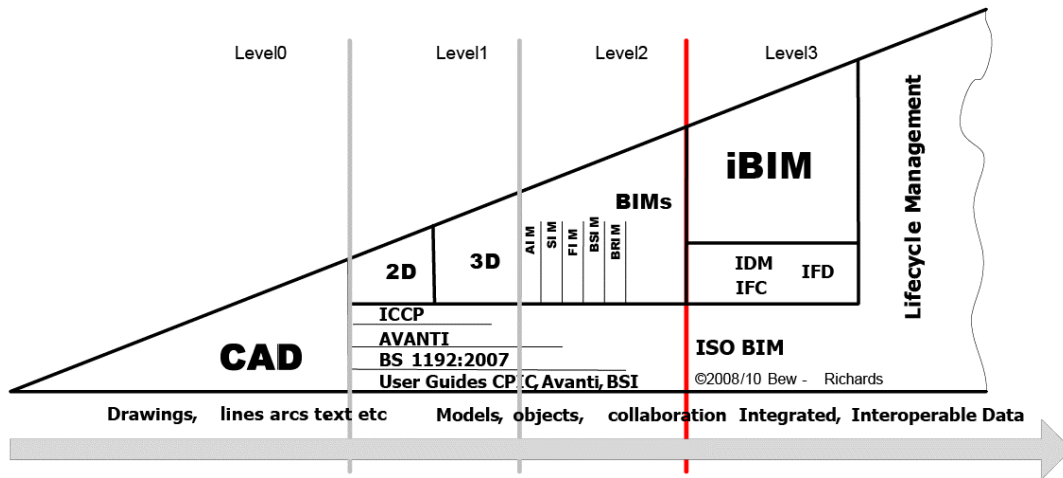 Level0
Level1
Level2
Level3
iBIM
BIMs
2D
3D
AIM
SIM
FIM
BSIM
BRIM
IDM
IFD
IFC
Lifecycle Management
CAD
ICCP
AVANTI
BS 1192:2007
User Guides CPIC, Avanti, BSI
ISO BIM
©2008/10 Bew - Richards
Drawings, lines arcs text etc Models, objects, collaboration Integrated, Interoperable Data